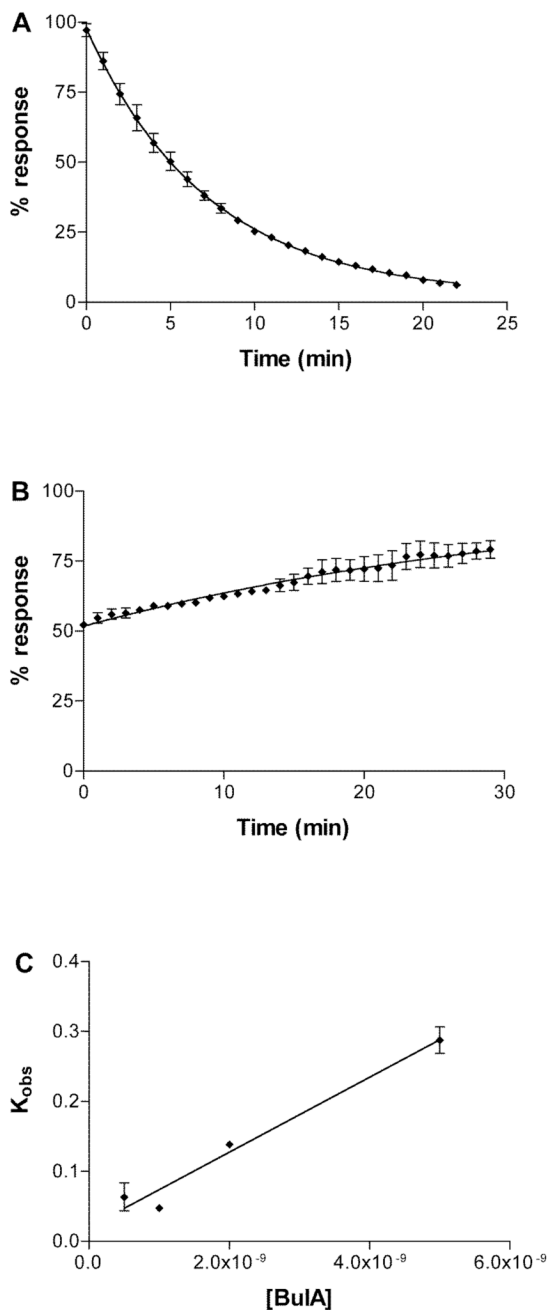 A
100
75
50
25
0
% response
0 5 10 15 20 25
Time (min)
B
100
75
50
25
0
% response
0 10 20 30
Time (min)
C
0.4
0.3
0.2
0.1
0.0
K_obs
0.0 2.0x10⁻⁹ 4.0x10⁻⁹ 6.0x10⁻⁹
[BuIA]